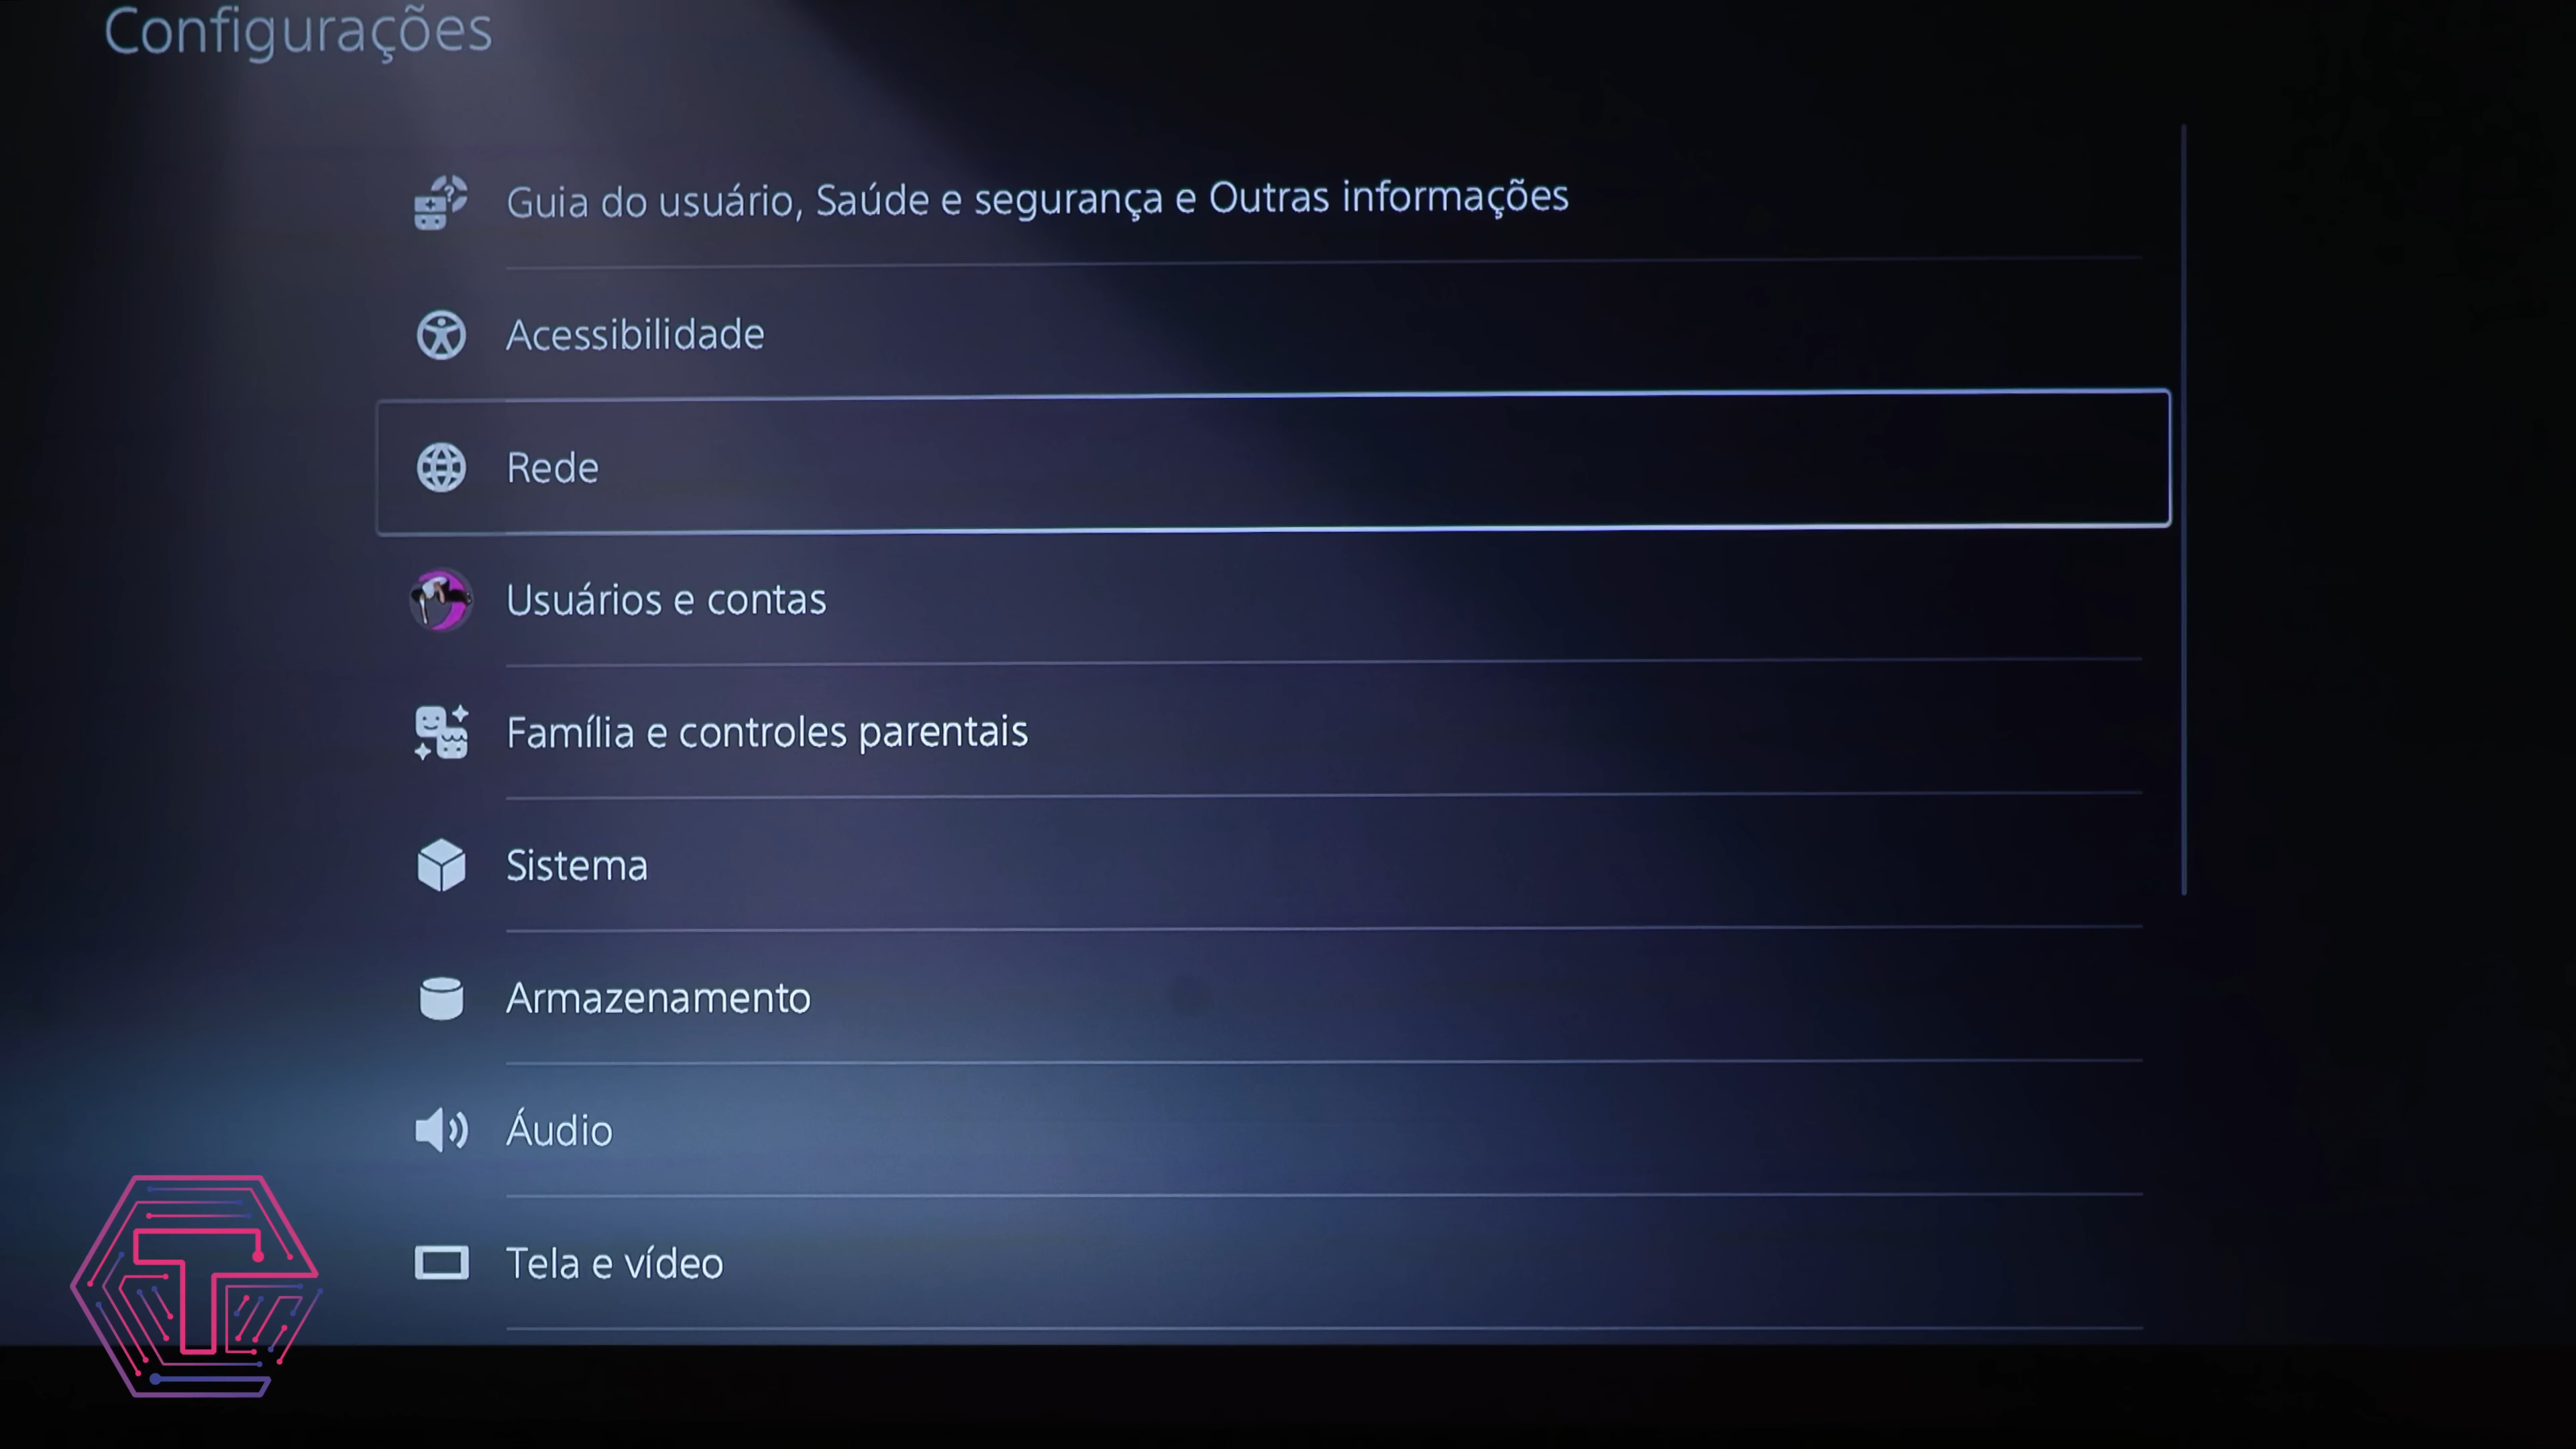 Configurações
Guia do usuário, Saúde e segurança e Outras informações
Acessibilidade
Rede
Usuários e contas
Família e controles parentais
Sistema
Armazenamento
Áudio
Tela e vídeo